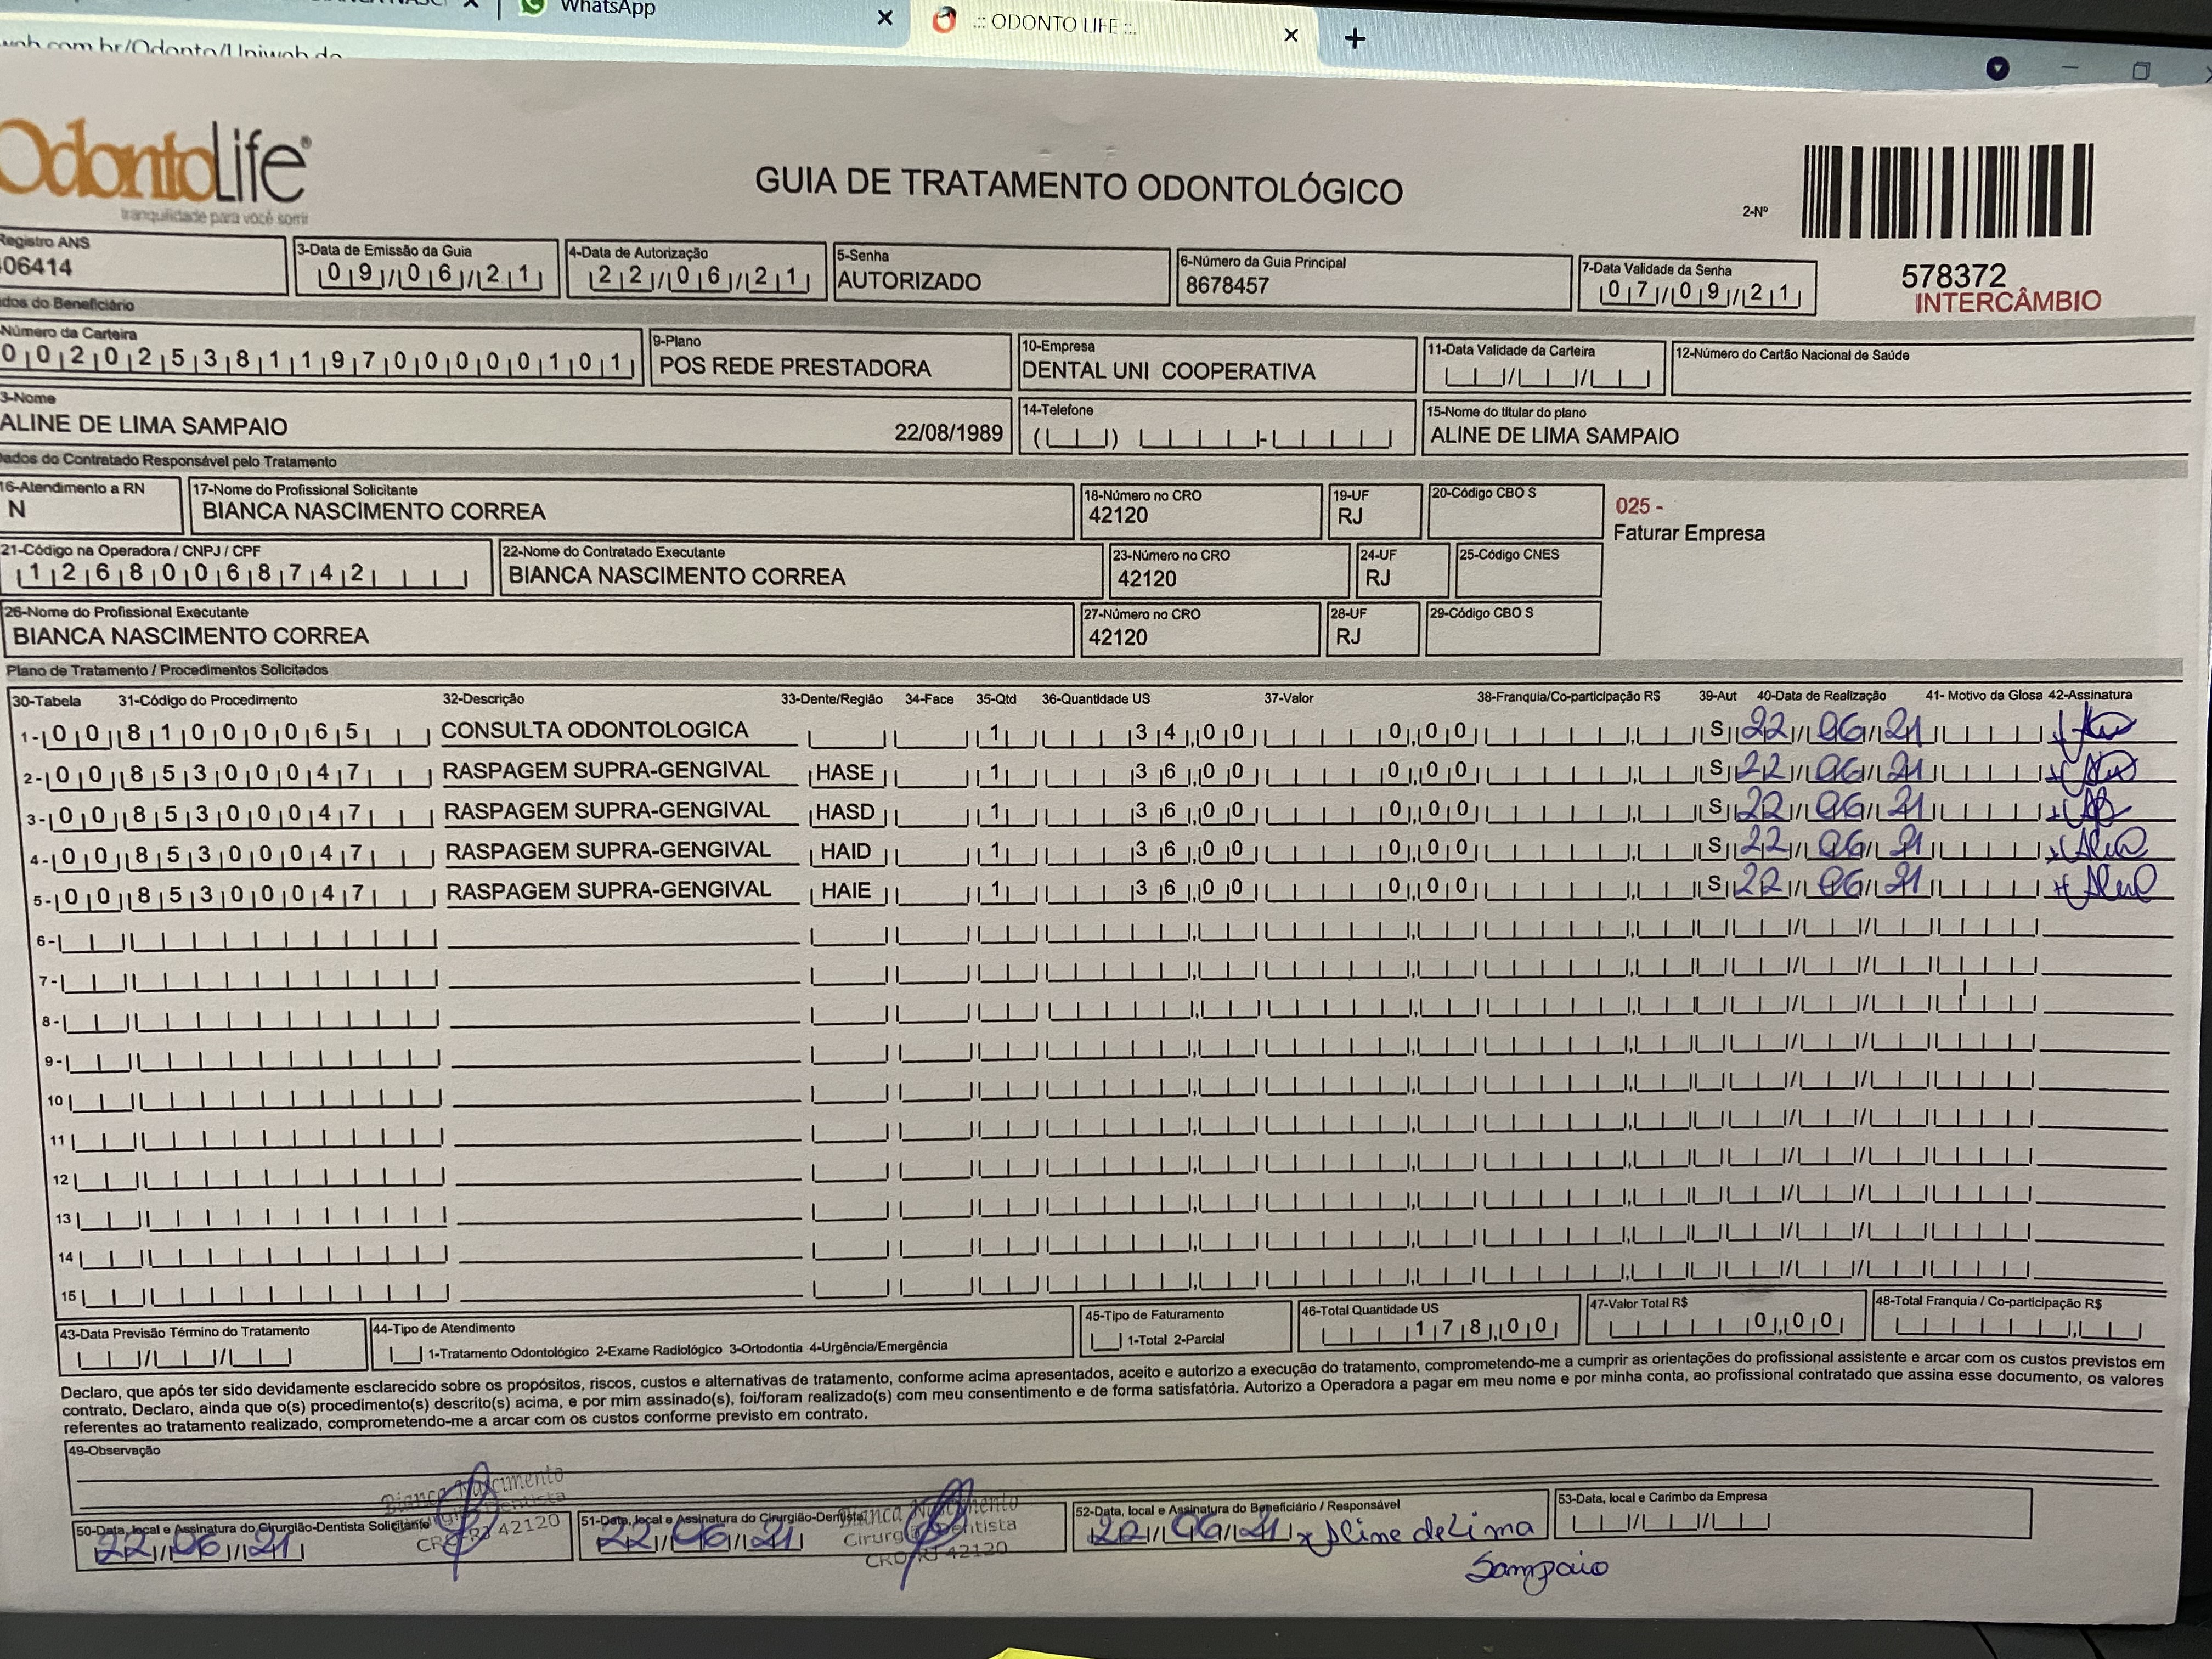 WhatsApp
.:: ODONTO LIFE ::.
web.com.br/Odonto/Uniweb.do
OdontoLife®
tranquilidade para você sorrir
GUIA DE TRATAMENTO ODONTOLÓGICO
2-Nº
578372
INTERCÂMBIO
Registro ANS
06414
3-Data de Emissão da Guia
09/06/21
4-Data de Autorização
22/06/21
5-Senha
AUTORIZADO
6-Número da Guia Principal
8678457
7-Data Validade da Senha
07/09/21
dos do Beneficiário
Número da Carteira
00202538119700000101
9-Plano
POS REDE PRESTADORA
10-Empresa
DENTAL UNI COOPERATIVA
11-Data Validade da Carteira
12-Número do Cartão Nacional de Saúde
3-Nome
ALINE DE LIMA SAMPAIO 22/08/1989
14-Telefone
15-Nome do titular do plano
ALINE DE LIMA SAMPAIO
Dados do Contratado Responsável pelo Tratamento
16-Atendimento a RN
N
17-Nome do Profissional Solicitante
BIANCA NASCIMENTO CORREA
18-Número no CRO
42120
19-UF
RJ
20-Código CBO S
025 -
Faturar Empresa
21-Código na Operadora / CNPJ / CPF
12680068742
22-Nome do Contratado Executante
BIANCA NASCIMENTO CORREA
23-Número no CRO
42120
24-UF
RJ
25-Código CNES
26-Nome do Profissional Executante
BIANCA NASCIMENTO CORREA
27-Número no CRO
42120
28-UF
RJ
29-Código CBO S
Plano de Tratamento / Procedimentos Solicitados
30-Tabela 31-Código do Procedimento 32-Descrição 33-Dente/Região 34-Face 35-Qtd 36-Quantidade US 37-Valor 38-Franquia/Co-participação R$ 39-Aut 40-Data de Realização 41- Motivo da Glosa 42-Assinatura
1- 00 81000065 CONSULTA ODONTOLOGICA 1 34,00 0,00 S 22/06/21
2- 00 85300047 RASPAGEM SUPRA-GENGIVAL HASE 1 36,00 0,00 S 22/06/21
3- 00 85300047 RASPAGEM SUPRA-GENGIVAL HASD 1 36,00 0,00 S 22/06/21
4- 00 85300047 RASPAGEM SUPRA-GENGIVAL HAID 1 36,00 0,00 S 22/06/21
5- 00 85300047 RASPAGEM SUPRA-GENGIVAL HAIE 1 36,00 0,00 S 22/06/21
6-
7-
8-
9-
10
11
12
13
14
15
43-Data Previsão Término do Tratamento
44-Tipo de Atendimento
1-Tratamento Odontológico 2-Exame Radiológico 3-Ortodontia 4-Urgência/Emergência
45-Tipo de Faturamento
1-Total 2-Parcial
46-Total Quantidade US
178,00
47-Valor Total R$
0,00
48-Total Franquia / Co-participação R$
Declaro, que após ter sido devidamente esclarecido sobre os propósitos, riscos, custos e alternativas de tratamento, conforme acima apresentados, aceito e autorizo a execução do tratamento, comprometendo-me a cumprir as orientações do profissional assistente e arcar com os custos previstos em
contrato. Declaro, ainda que o(s) procedimento(s) descrito(s) acima, e por mim assinado(s), foi/foram realizado(s) com meu consentimento e de forma satisfatória. Autorizo a Operadora a pagar em meu nome e por minha conta, ao profissional contratado que assina esse documento, os valores
referentes ao tratamento realizado, comprometendo-me a arcar com os custos conforme previsto em contrato.
49-Observação
50-Data, local e Assinatura do Cirurgião-Dentista Solicitante
22/06/21
Bianca Nascimento
Cirurgiã Dentista
CRO RJ 42120
51-Data, local e Assinatura do Cirurgião-Dentista
22/06/21
Bianca Nascimento
Cirurgiã Dentista
CRO RJ 42120
52-Data, local e Assinatura do Beneficiário / Responsável
22/06/21 x Aline de Lima
Sampaio
53-Data, local e Carimbo da Empresa